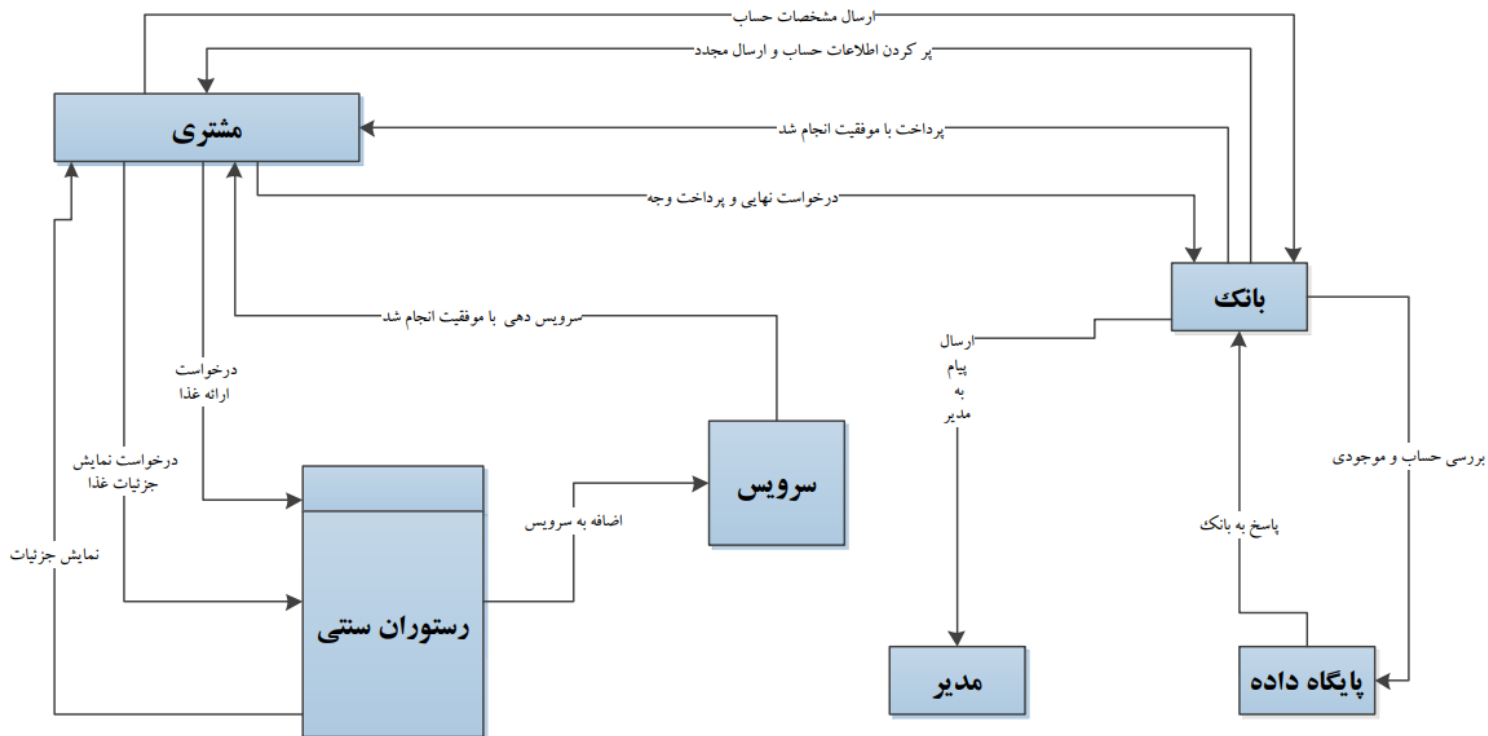 ارسال مشخصات حساب
پر کردن اطلاعات حساب و ارسال مجدد
مشتری
پرداخت با موفقیت انجام شد
درخواست نهایی و پرداخت وجه
بانک
سرویس دهی با موفقیت انجام شد
ارسال
پیام
به
مدیر
درخواست
ارائه غذا
بررسی حساب و موجودی
درخواست نمایش
جزئیات غذا
سرویس
اضافه به سرویس
پاسخ به بانک
نمایش جزئیات
رستوران سنتی
مدیر
پایگاه داده